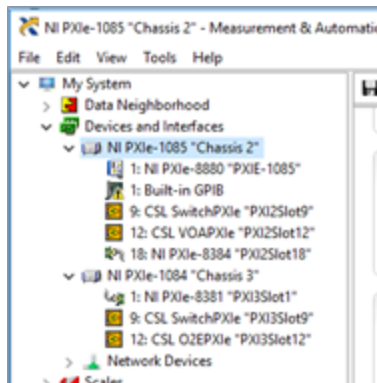 NI PXIe-1085 "Chassis 2" - Measurement & Automatic
File Edit View Tools Help
My System
Data Neighborhood
Devices and Interfaces
NI PXIe-1085 "Chassis 2"
1: NI PXIe-8880 "PXIE-1085"
1: Built-in GPIB
9: CSL SwitchPXIe "PXI2Slot9"
12: CSL VOAPXIe "PXI2Slot12"
18: NI PXIe-8384 "PXI2Slot18"
NI PXIe-1084 "Chassis 3"
1: NI PXIe-8381 "PXI3Slot1"
9: CSL SwitchPXIe "PXI3Slot9"
12: CSL O2EPXIe "PXI3Slot12"
Network Devices
Scales